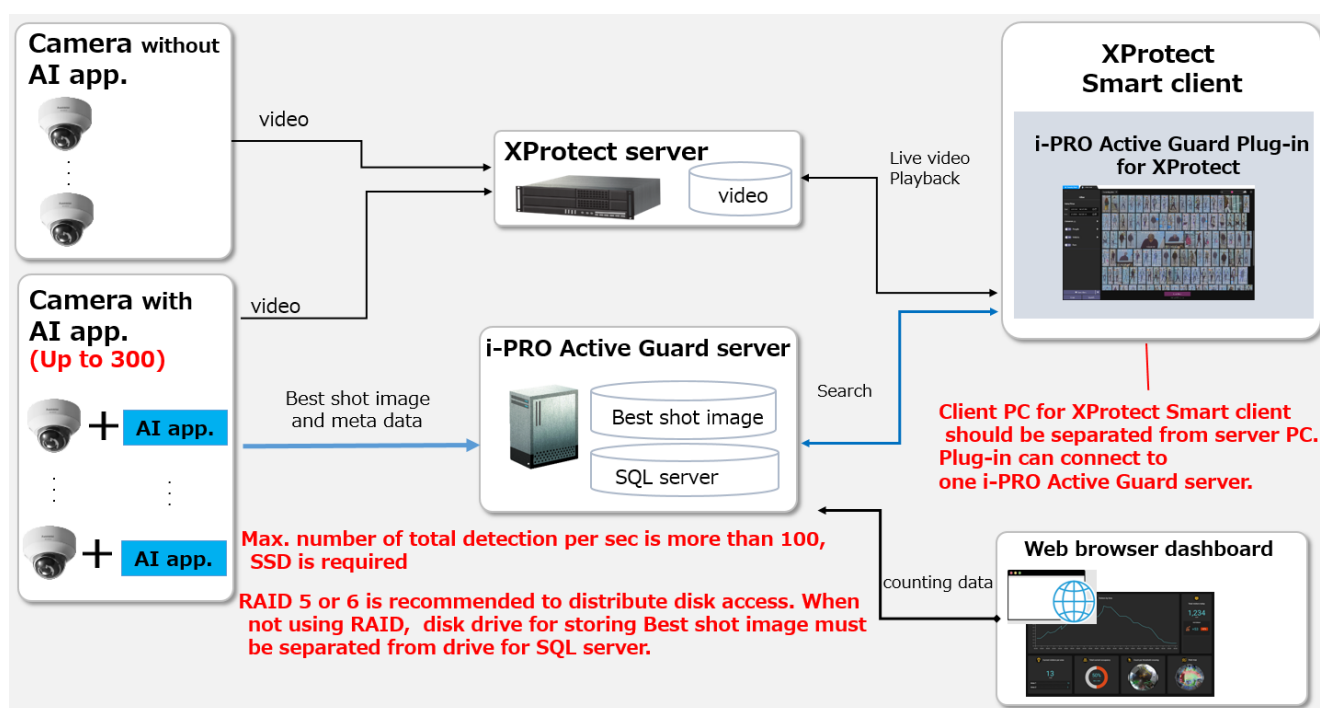 Camera without
AI app.
video
XProtect server
video
Live video
Playback
XProtect
Smart client
i-PRO Active Guard Plug-in
for XProtect
Camera with
AI app.
(Up to 300)
video
AI app.
AI app.
Best shot image
and meta data
i-PRO Active Guard server
Best shot image
SQL server
Search
Client PC for XProtect Smart client
should be separated from server PC.
Plug-in can connect to
one i-PRO Active Guard server.
Max. number of total detection per sec is more than 100,
SSD is required
RAID 5 or 6 is recommended to distribute disk access. When
not using RAID, disk drive for storing Best shot image must
be separated from drive for SQL server.
counting data
Web browser dashboard
1,234
13